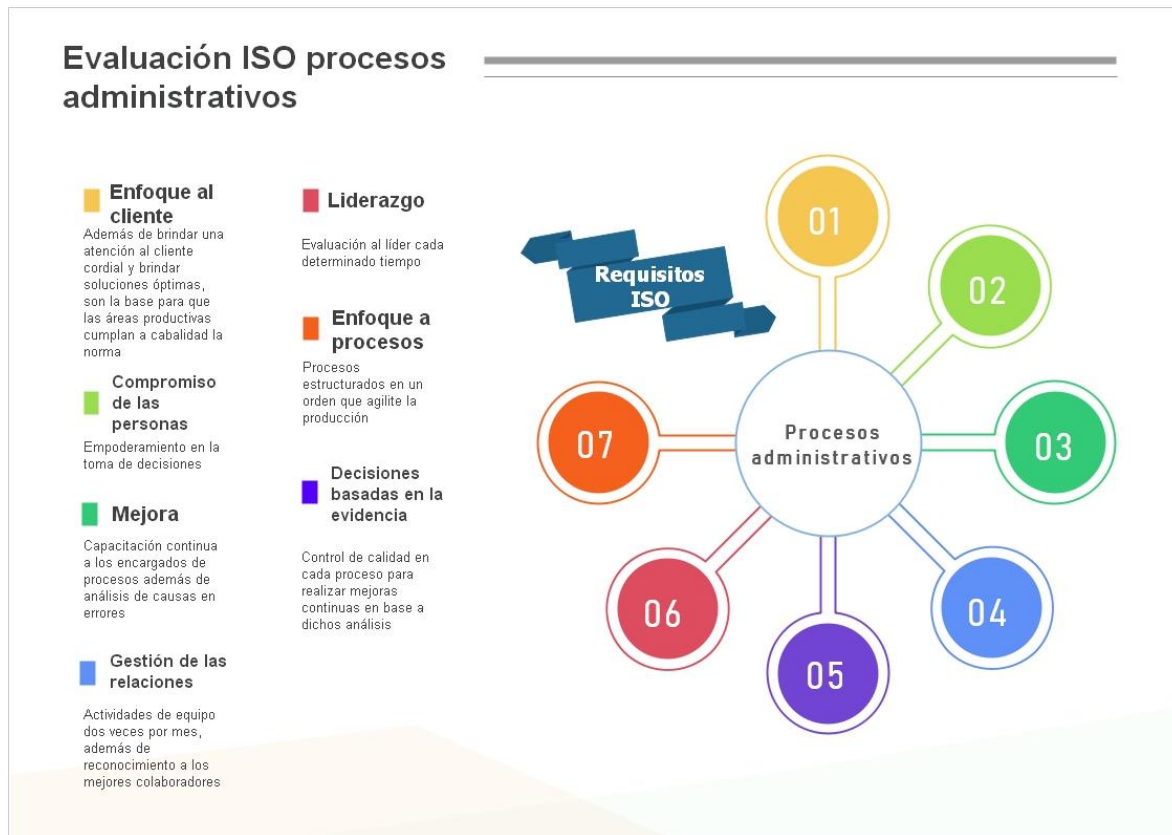 Evaluación ISO procesos
administrativos
Enfoque al
cliente
Además de brindar una
atención al cliente
cordial y brindar
soluciones óptimas,
son la base para que
las áreas productivas
cumplan a cabalidad la
norma
Compromiso
de las
personas
Empoderamiento en la
toma de decisiones
Mejora
Capacitación continua
a los encargados de
procesos además de
análisis de causas en
errores
Gestión de las
relaciones
Actividades de equipo
dos veces por mes,
además de
reconocimiento a los
mejores colaboradores
Liderazgo
Evaluación al líder cada
determinado tiempo
Enfoque a
procesos
Procesos
estructurados en un
orden que agilite la
producción
Decisiones
basadas en la
evidencia
Control de calidad en
cada proceso para
realizar mejoras
continuas en base a
dichos análisis
Requisitos
ISO
Procesos
administrativos
01
02
03
04
05
06
07